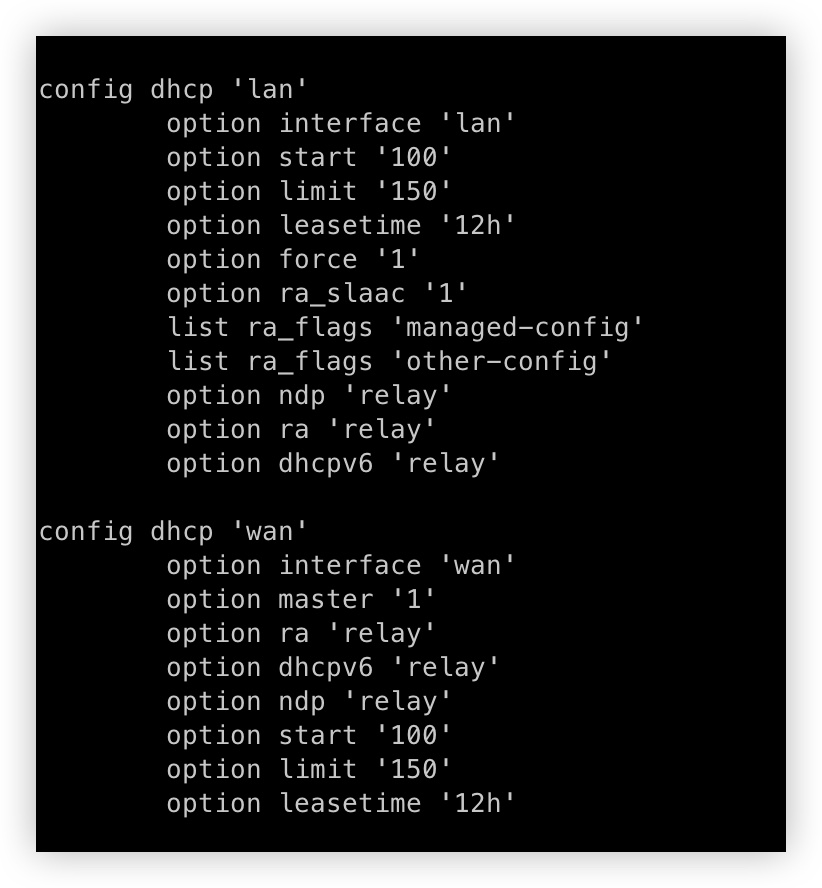 config dhcp 'lan'
        option interface 'lan'
        option start '100'
        option limit '150'
        option leasetime '12h'
        option force '1'
        option ra_slaac '1'
        list ra_flags 'managed-config'
        list ra_flags 'other-config'
        option ndp 'relay'
        option ra 'relay'
        option dhcpv6 'relay'

config dhcp 'wan'
        option interface 'wan'
        option master '1'
        option ra 'relay'
        option dhcpv6 'relay'
        option ndp 'relay'
        option start '100'
        option limit '150'
        option leasetime '12h'